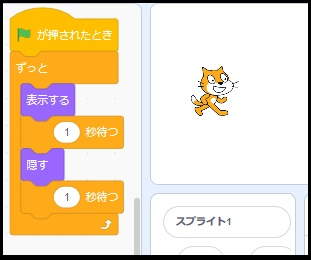 が押されたとき
ずっと
表示する
1 秒待つ
隠す
1 秒待つ
スプライト1